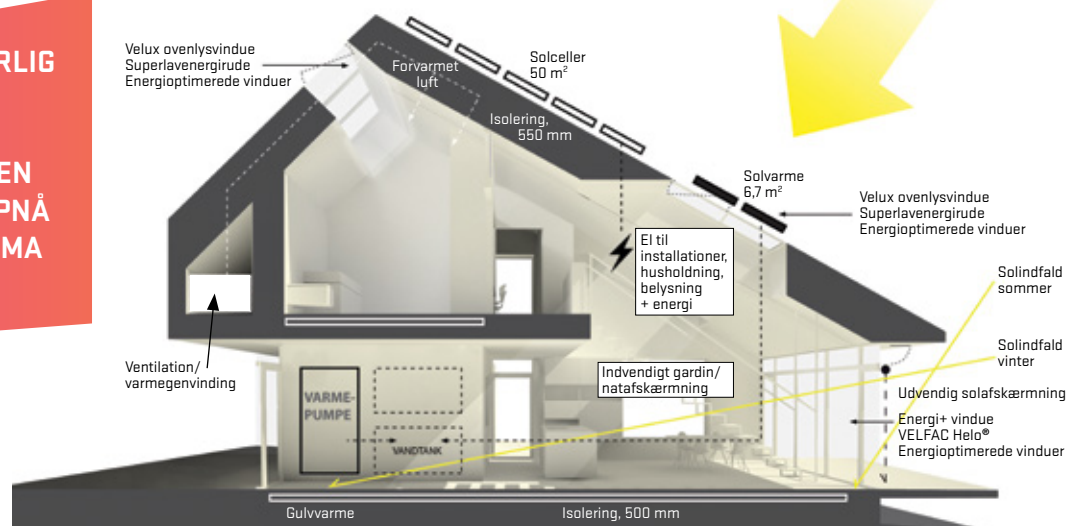 RLIG
EN
PNÅ
MA
Velux ovenlysvindue
Superlavenergirude
Energioptimerede vinduer
Forvarmet
luft
Solceller
50 m²
Isolering,
550 mm
Solvarme
6,7 m²
Velux ovenlysvindue
Superlavenergirude
Energioptimerede vinduer
El til
installationer,
husholdning,
belysning
+ energi
Solindfald
sommer
Solindfald
vinter
Ventilation/
varmegenvinding
Indvendigt gardin/
natafskærmning
Udvendig solafskærmning
Energi+ vindue
VELFAC Helo®
Energioptimerede vinduer
VARME-
PUMPE
VANDTANK
Gulvvarme
Isolering, 500 mm